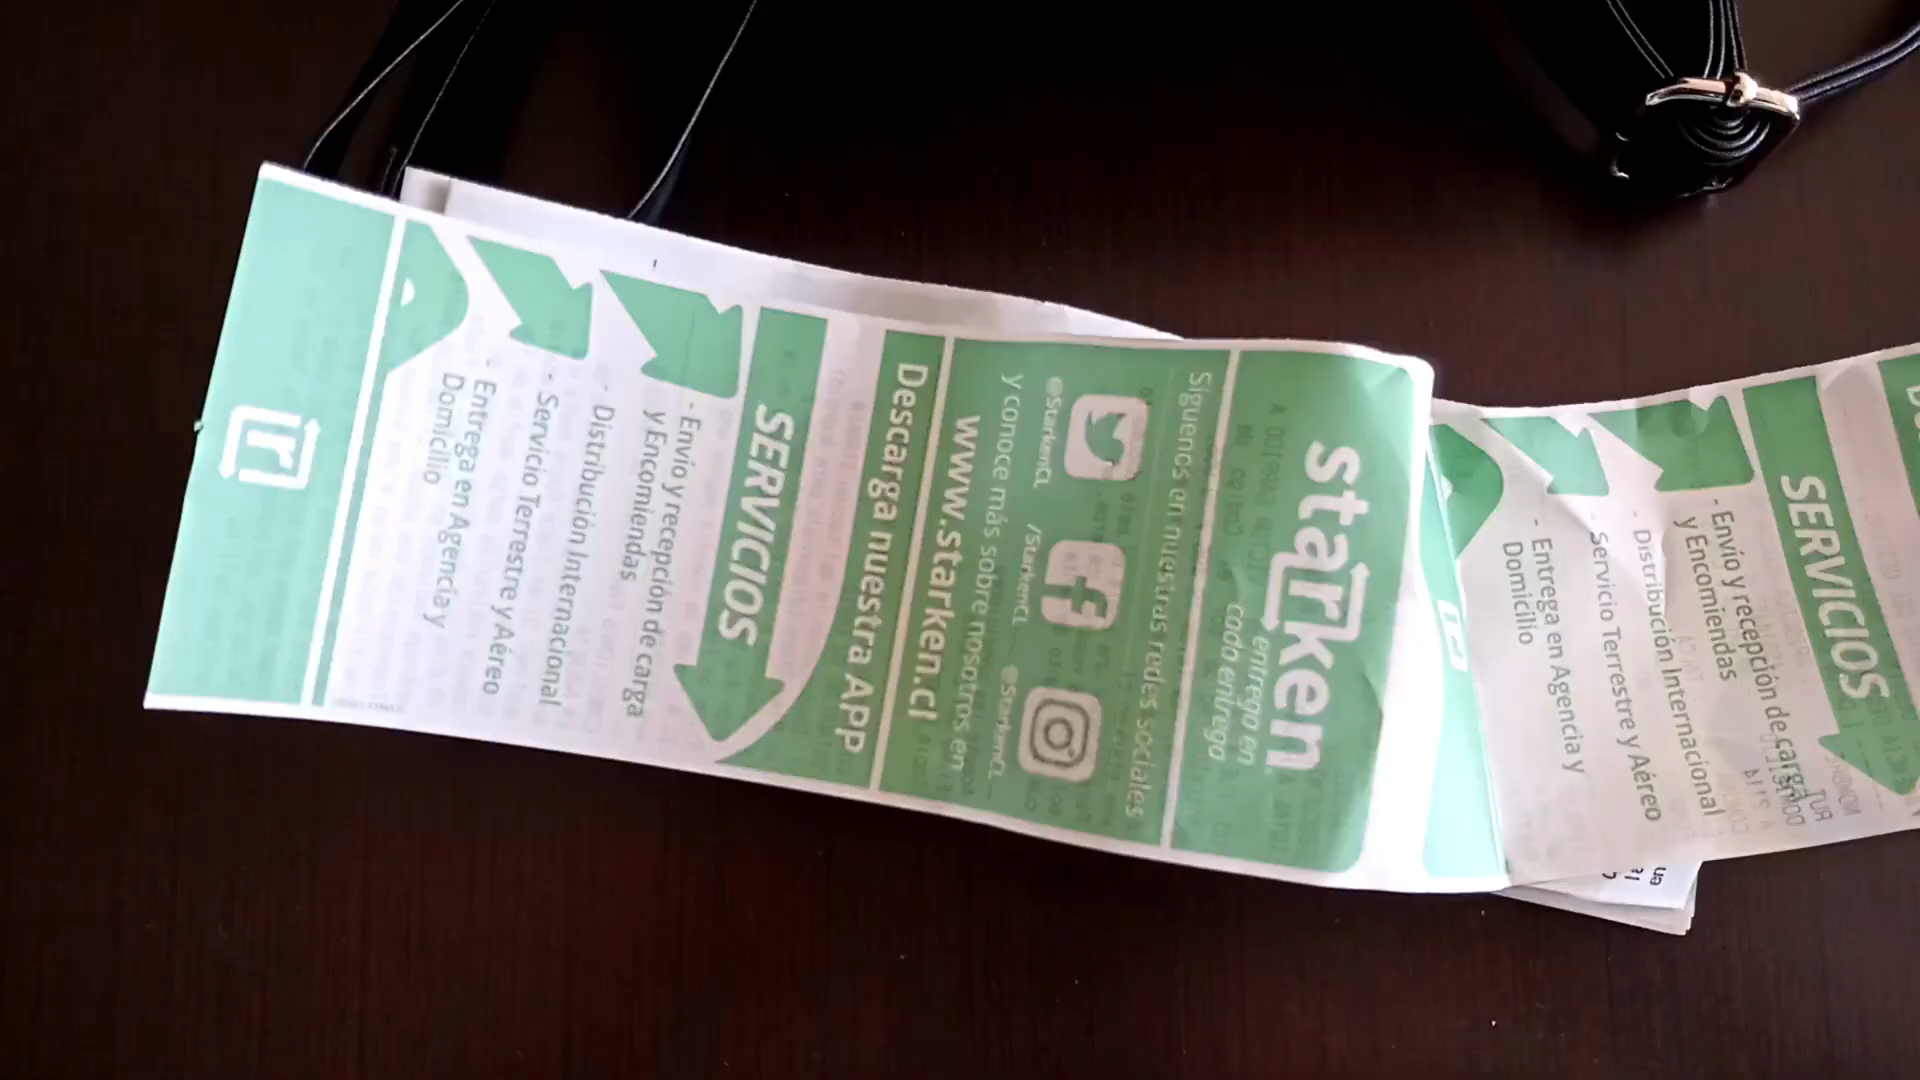 starken
entrego en
cada entrega
Síguenos en nuestras redes sociales
@StarkenCL /StarkenCL @StarkenCL
y conoce más sobre nosotros en
www.starken.cl
Descarga nuestra APP
SERVICIOS
- Envío y recepción de carga
y Encomiendas
- Distribución Internacional
- Servicio Terrestre y Aéreo
- Entrega en Agencia y
Domicilio
SERVICIOS
- Envío y recepción de carga
y Encomiendas
- Distribución Internacional
- Servicio Terrestre y Aéreo
- Entrega en Agencia y
Domicilio